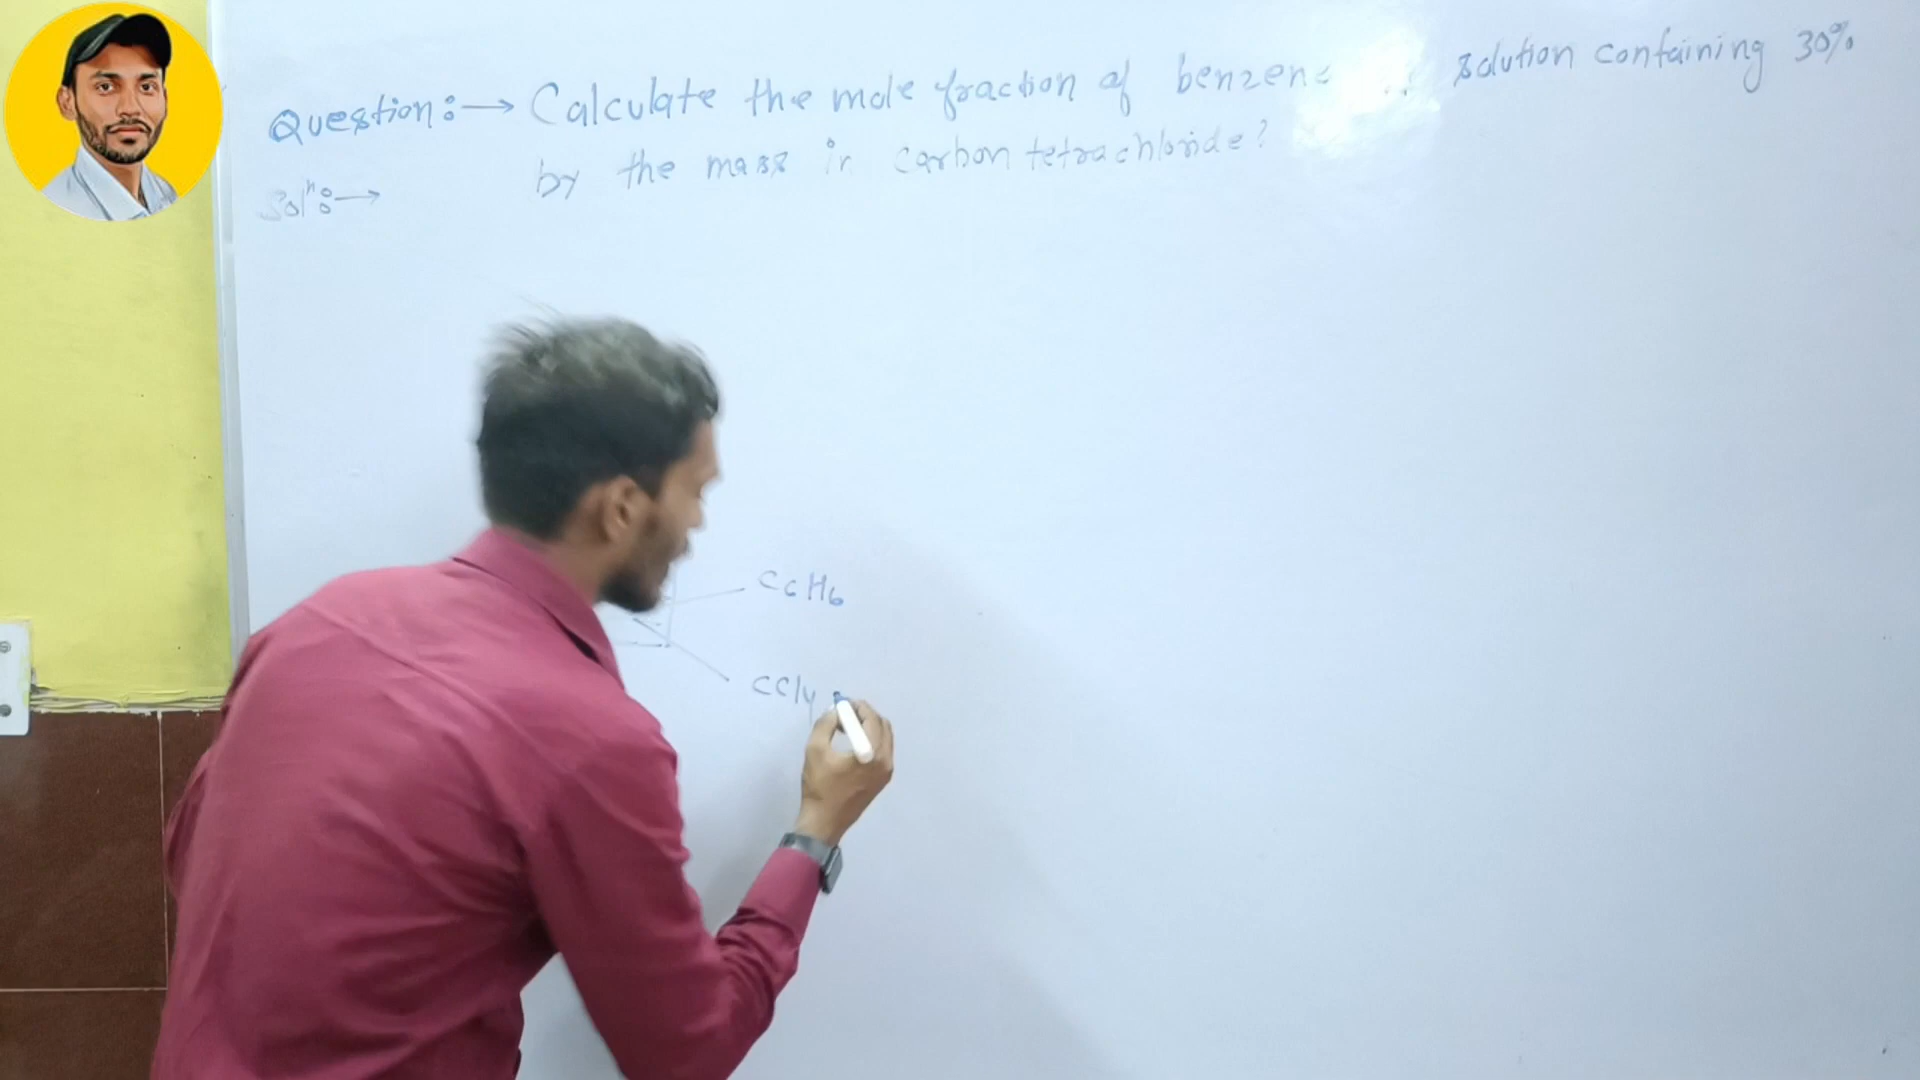 Question:→ Calculate the mole fraction of benzene solution containing 30%
by the mass in carbon tetrachloride?
Solⁿ:→
C6H6
CCl4